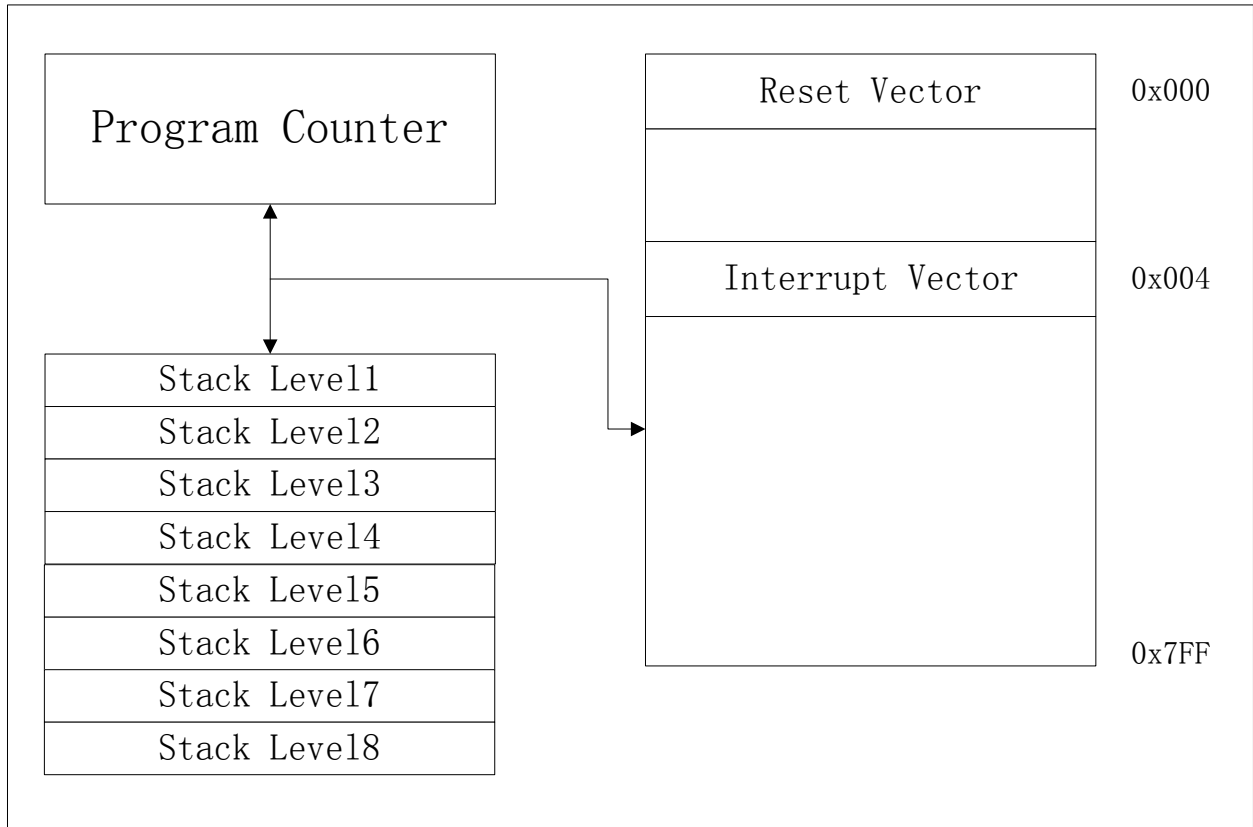 Program Counter
Stack Level1
Stack Level2
Stack Level3
Stack Level4
Stack Level5
Stack Level6
Stack Level7
Stack Level8
Reset Vector
0x000
Interrupt Vector
0x004
0x7FF